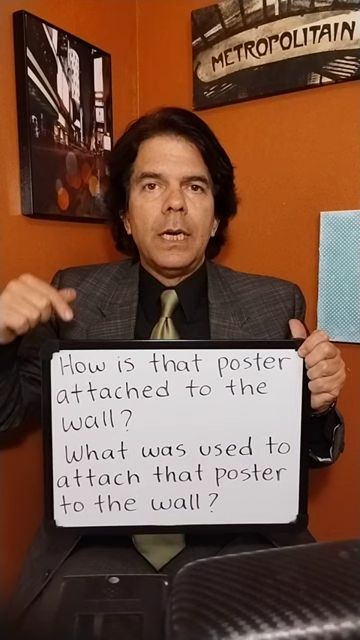 METROPOLITAIN
How is that poster
attached to the
wall?
What was used to
attach that poster
to the wall?